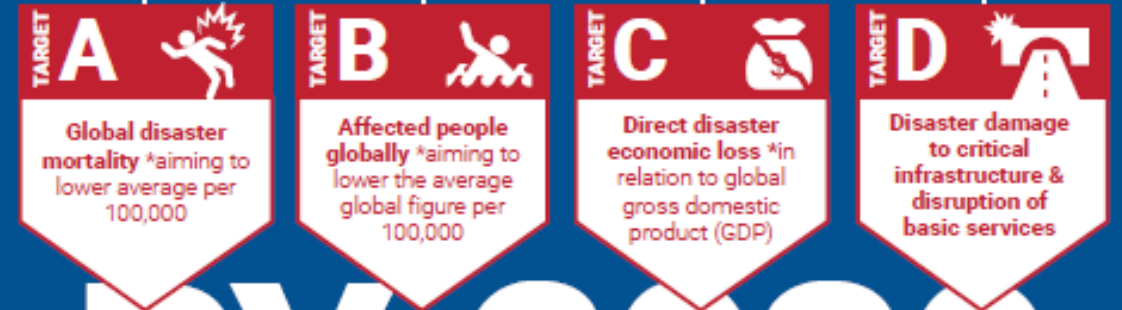 TARGET A
Global disaster
mortality *aiming to
lower average per
100,000
TARGET B
Affected people
globally *aiming to
lower the average
global figure per
100,000
TARGET C
Direct disaster
economic loss *in
relation to global
gross domestic
product (GDP)
TARGET D
Disaster damage
to critical
infrastructure &
disruption of
basic services